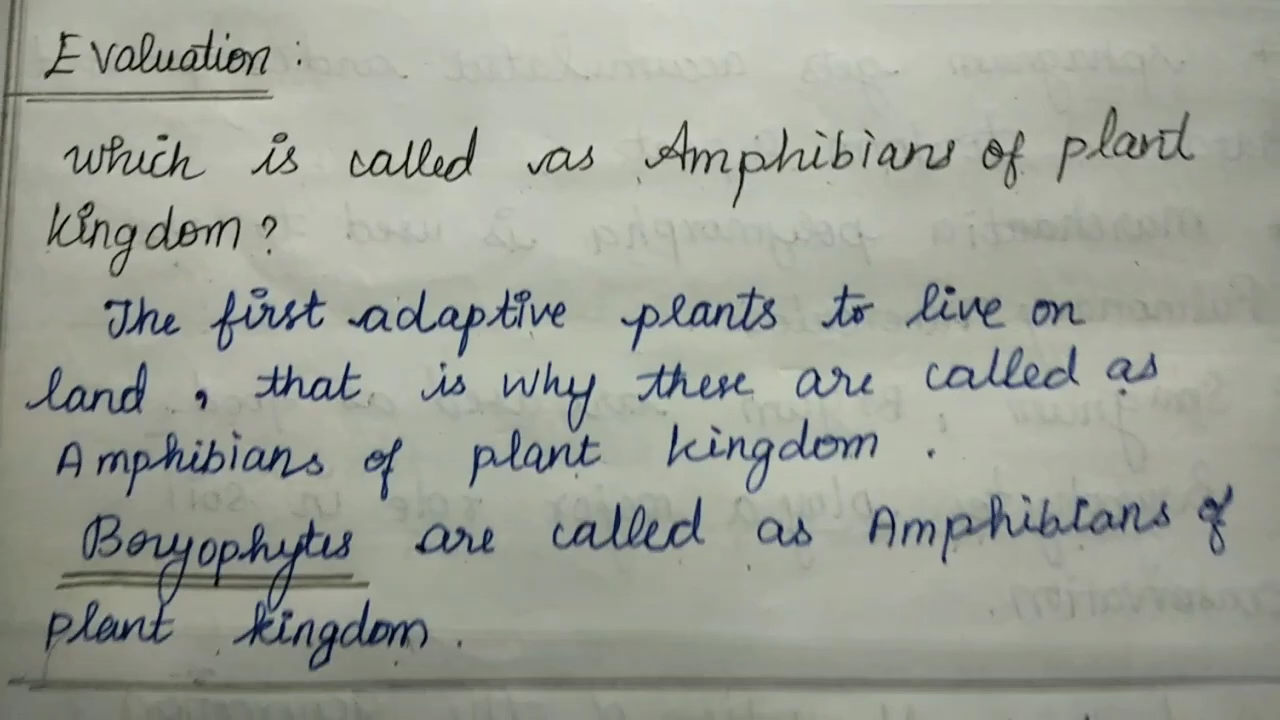 Evaluation :
which is called as Amphibians of plant
kingdom?
The first adaptive plants to live on
land, that is why these are called as
Amphibians of plant kingdom.
Boryophytes are called as Amphibians of
plant kingdom.